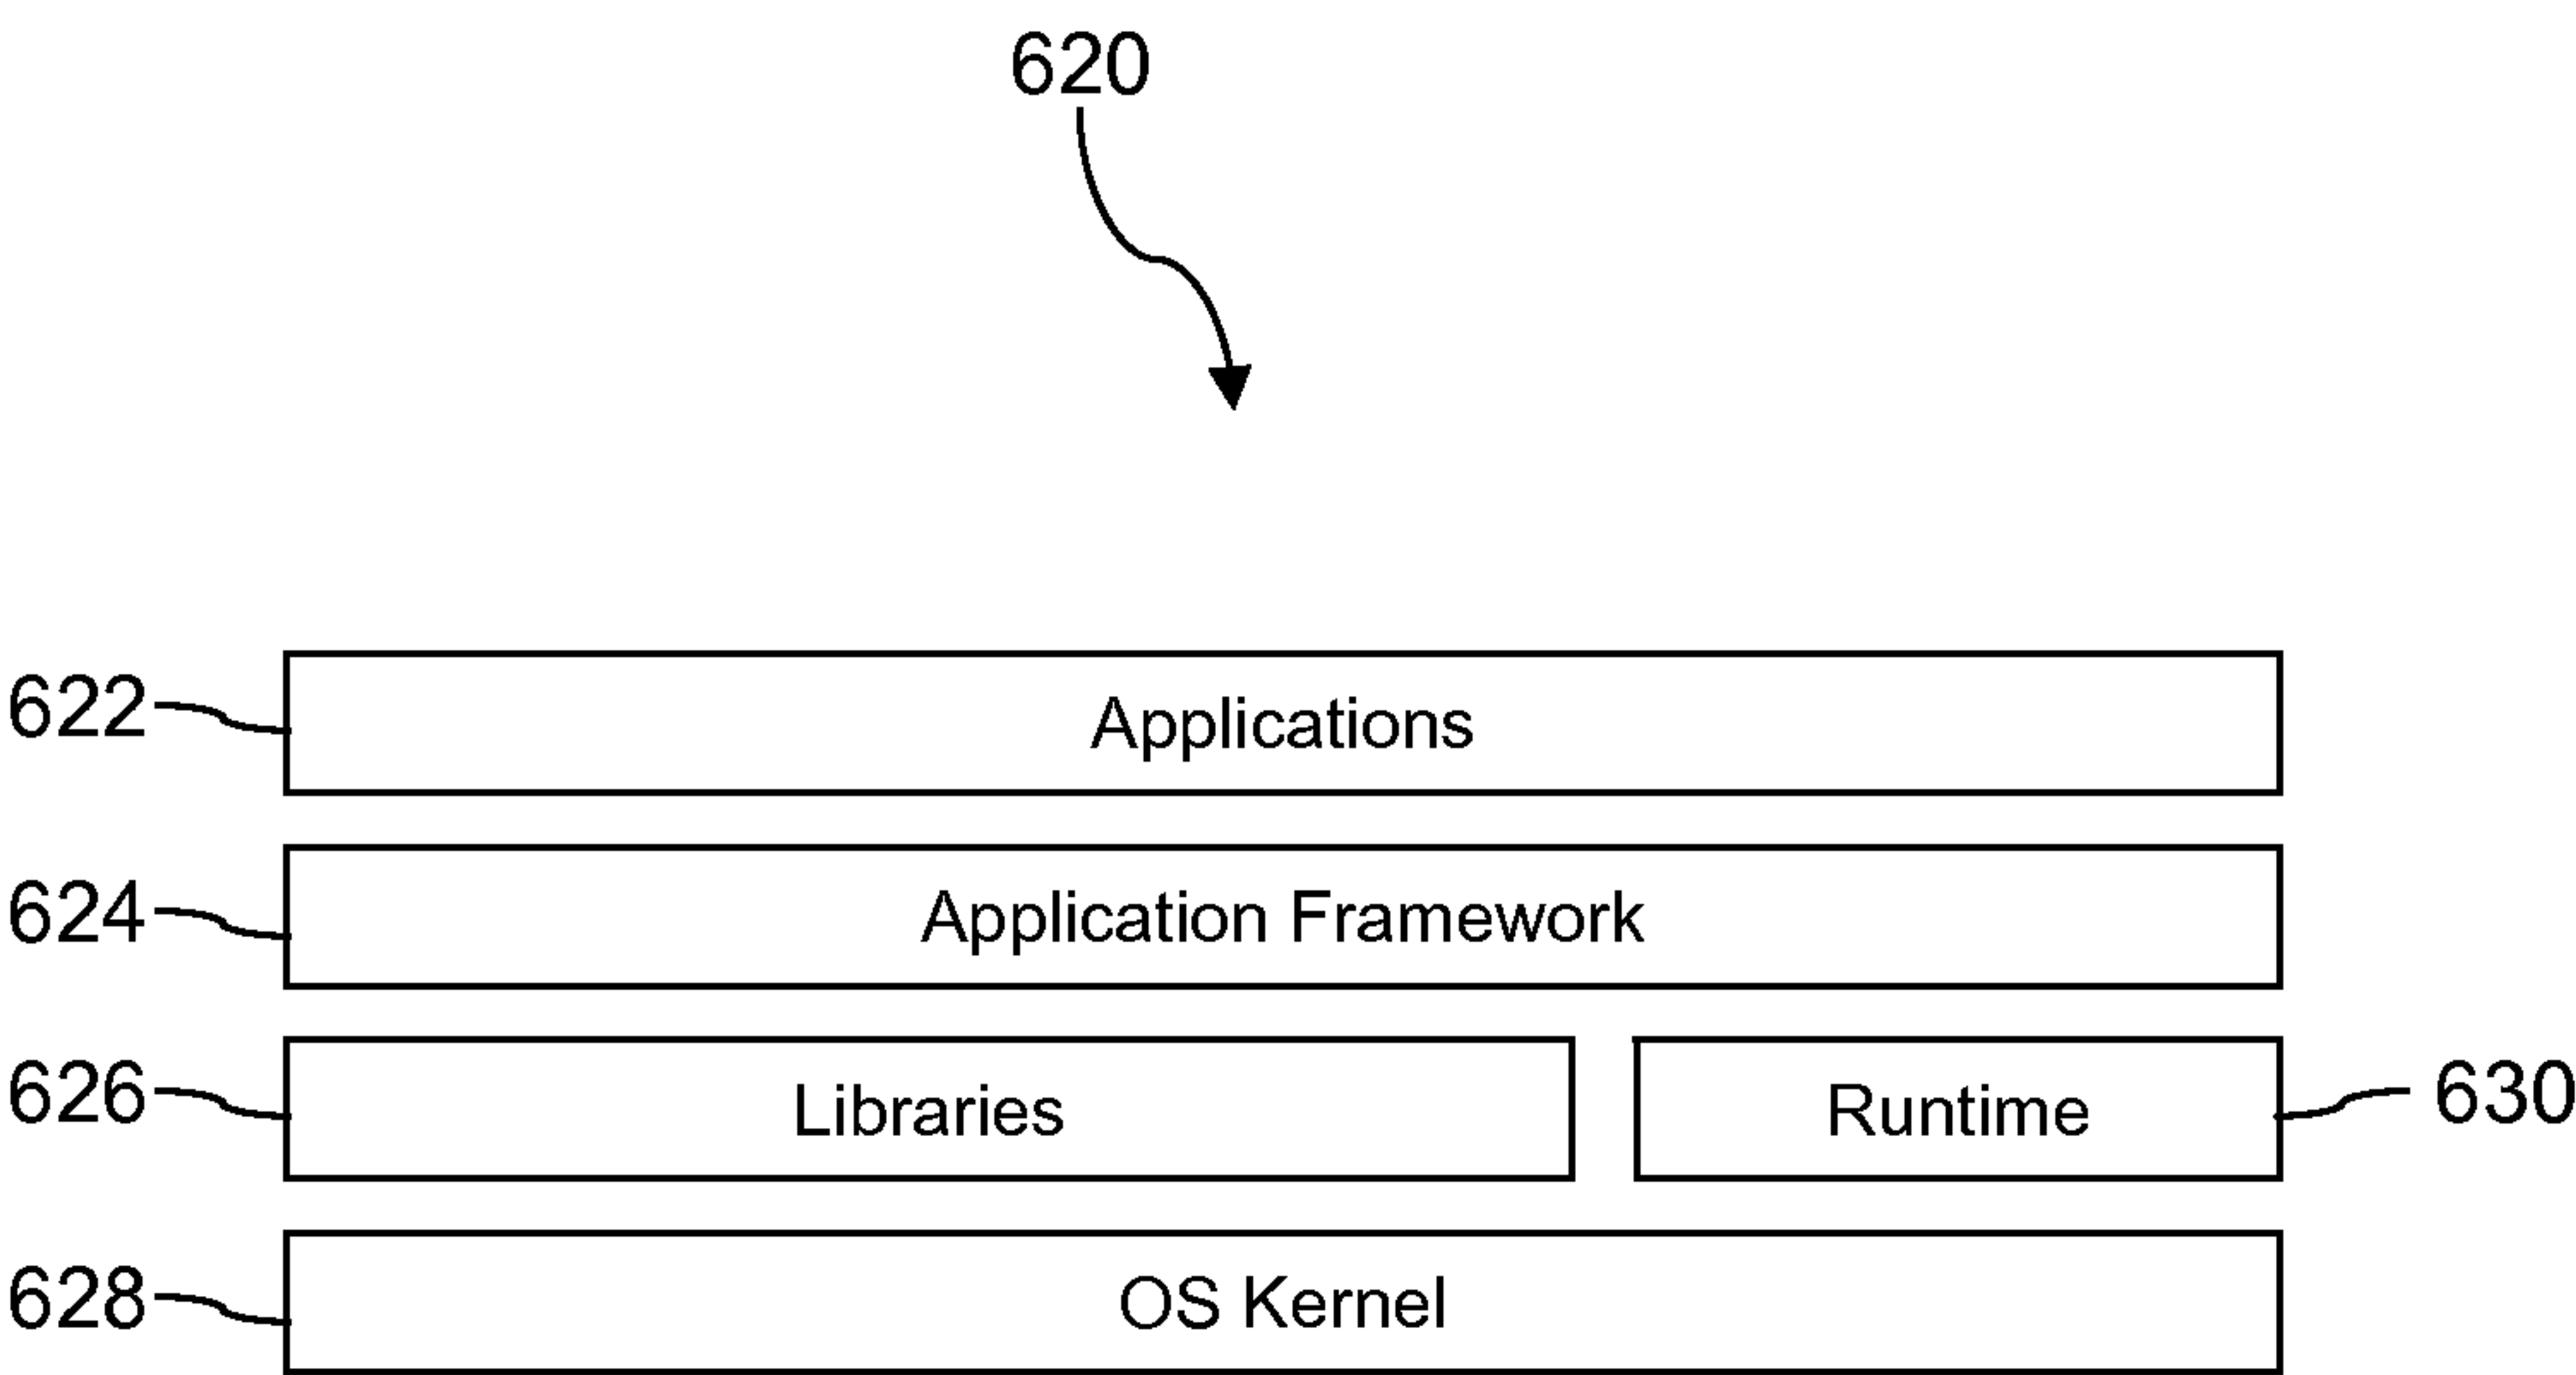 620
622 Applications
624 Application Framework
626 Libraries Runtime 630
628 OS Kernel